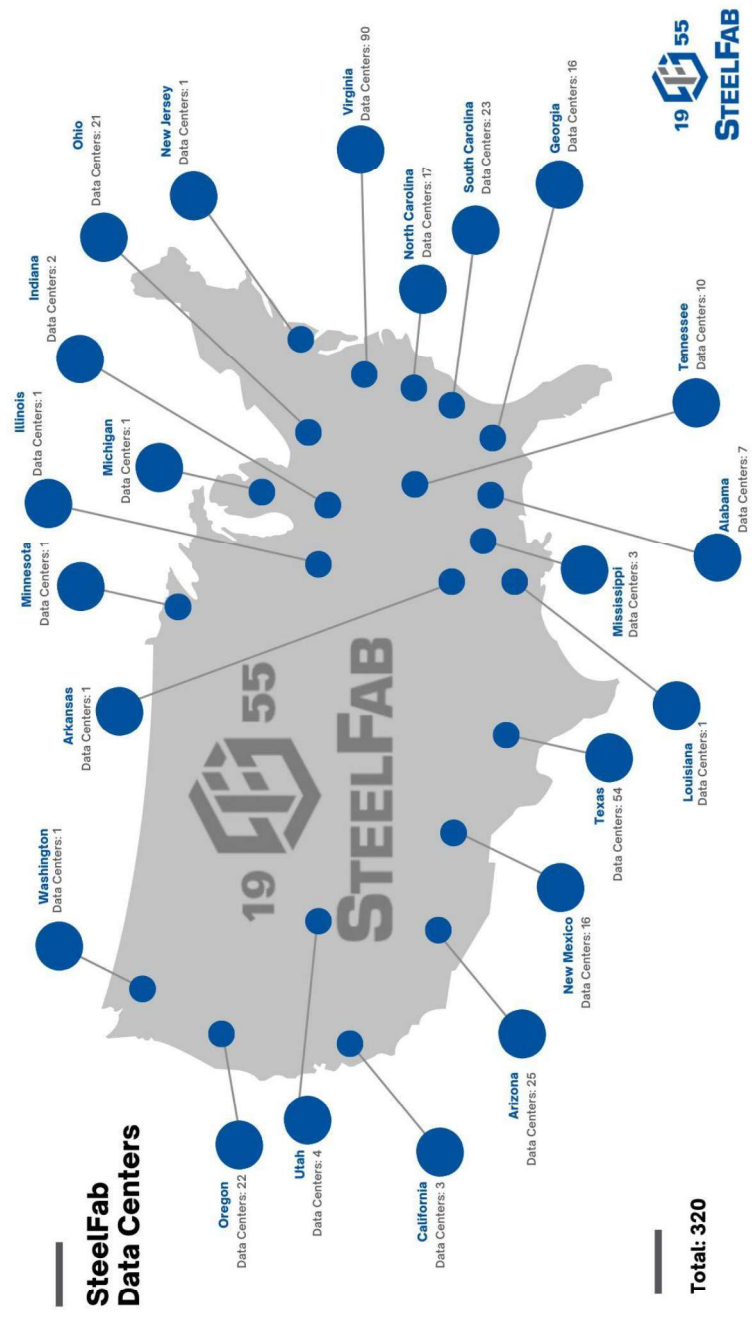 SteelFab
Data Centers
Washington
Data Centers: 1
Arkansas
Data Centers: 1
Minnesota
Data Centers: 1
Illinois
Data Centers: 1
Michigan
Data Centers: 1
Indiana
Data Centers: 2
Ohio
Data Centers: 21
New Jersey
Data Centers: 1
Oregon
Data Centers: 22
Utah
Data Centers: 4
California
Data Centers: 3
19 55
STEELFAB
Virginia
Data Centers: 90
North Carolina
Data Centers: 17
South Carolina
Data Centers: 23
Georgia
Data Centers: 16
Arizona
Data Centers: 25
New Mexico
Data Centers: 16
Texas
Data Centers: 54
Louisiana
Data Centers: 1
Mississippi
Data Centers: 3
Alabama
Data Centers: 7
Tennessee
Data Centers: 10
Total: 320
19 55
STEELFAB